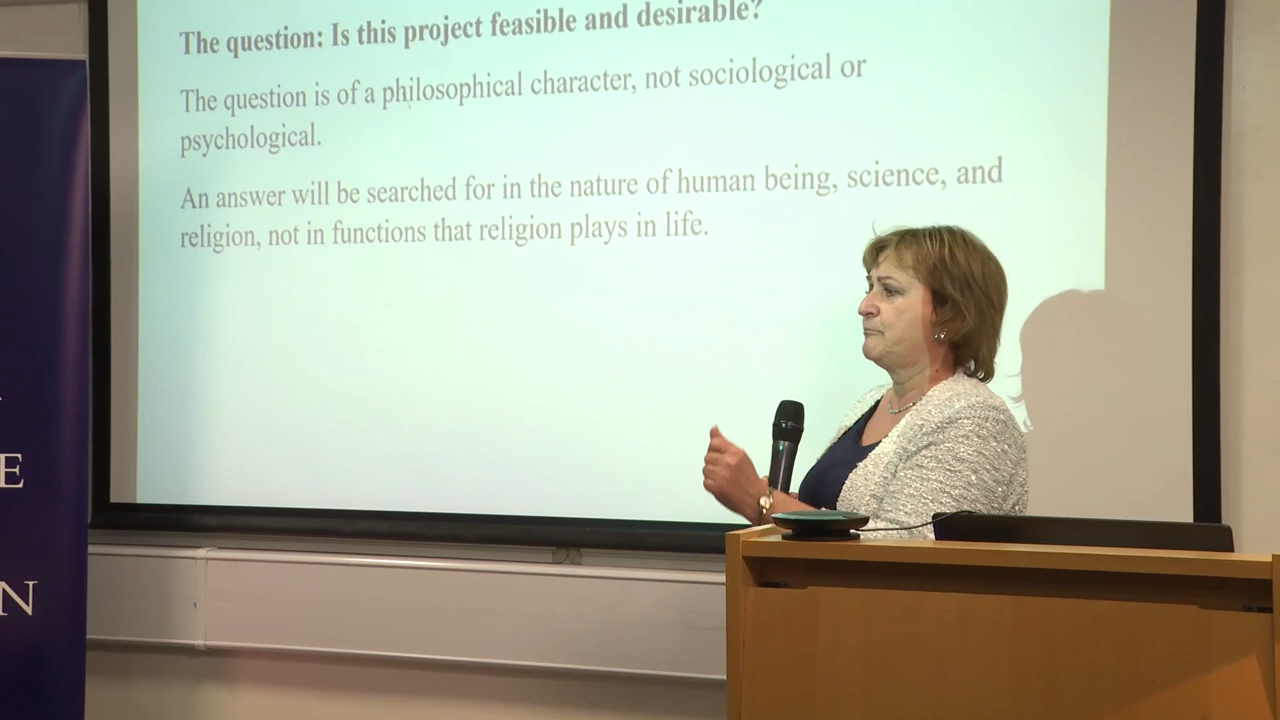 The question: Is this project feasible and desirable?
The question is of a philosophical character, not sociological or
psychological.
An answer will be searched for in the nature of human being, science, and
religion, not in functions that religion plays in life.
E
N